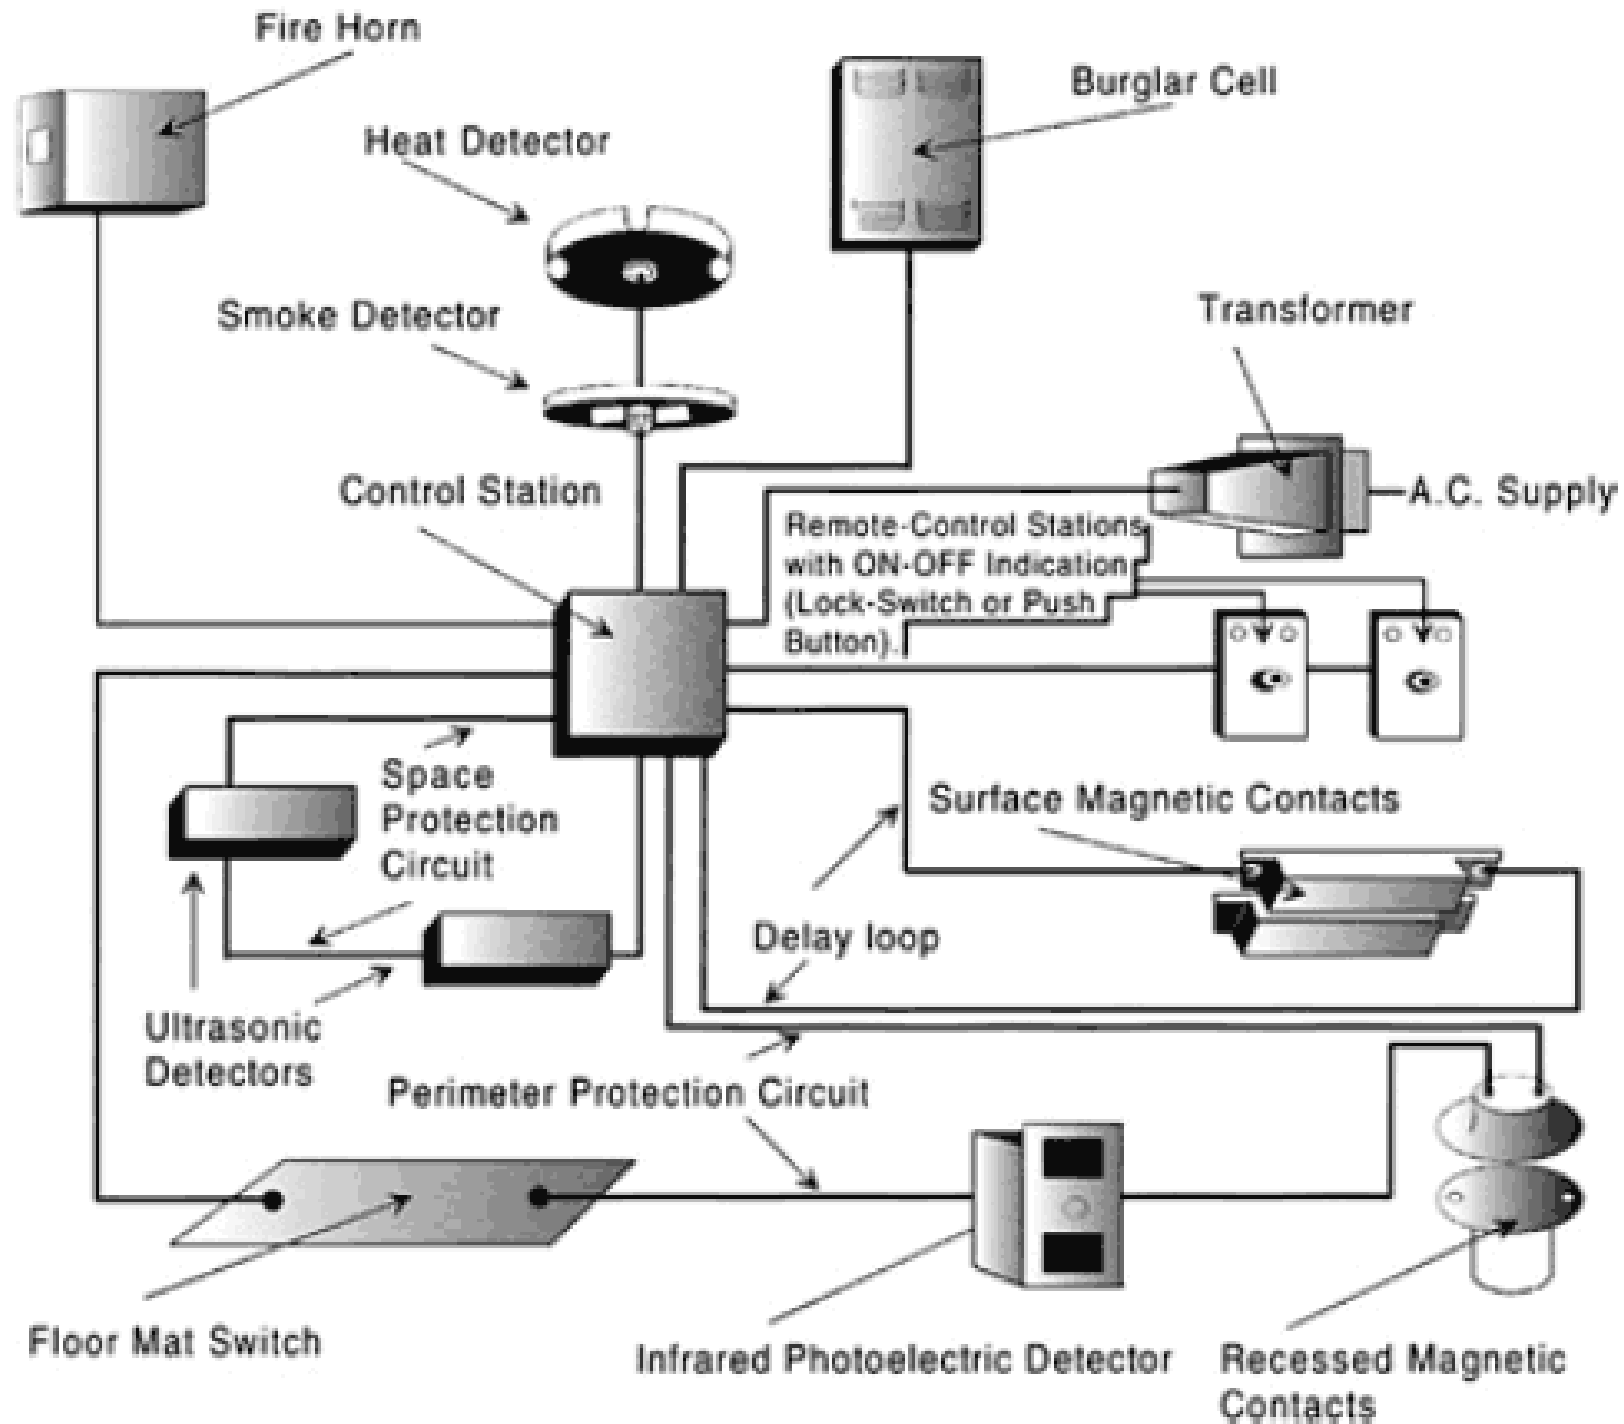 Fire Horn
Burglar Cell
Heat Detector
Smoke Detector
Transformer
Control Station
A.C. Supply
Remote-Control Stations
with ON-OFF Indication
(Lock-Switch or Push
Button).
Space
Protection
Circuit
Surface Magnetic Contacts
Delay loop
Ultrasonic
Detectors
Perimeter Protection Circuit
Floor Mat Switch
Infrared Photoelectric Detector
Recessed Magnetic
Contacts